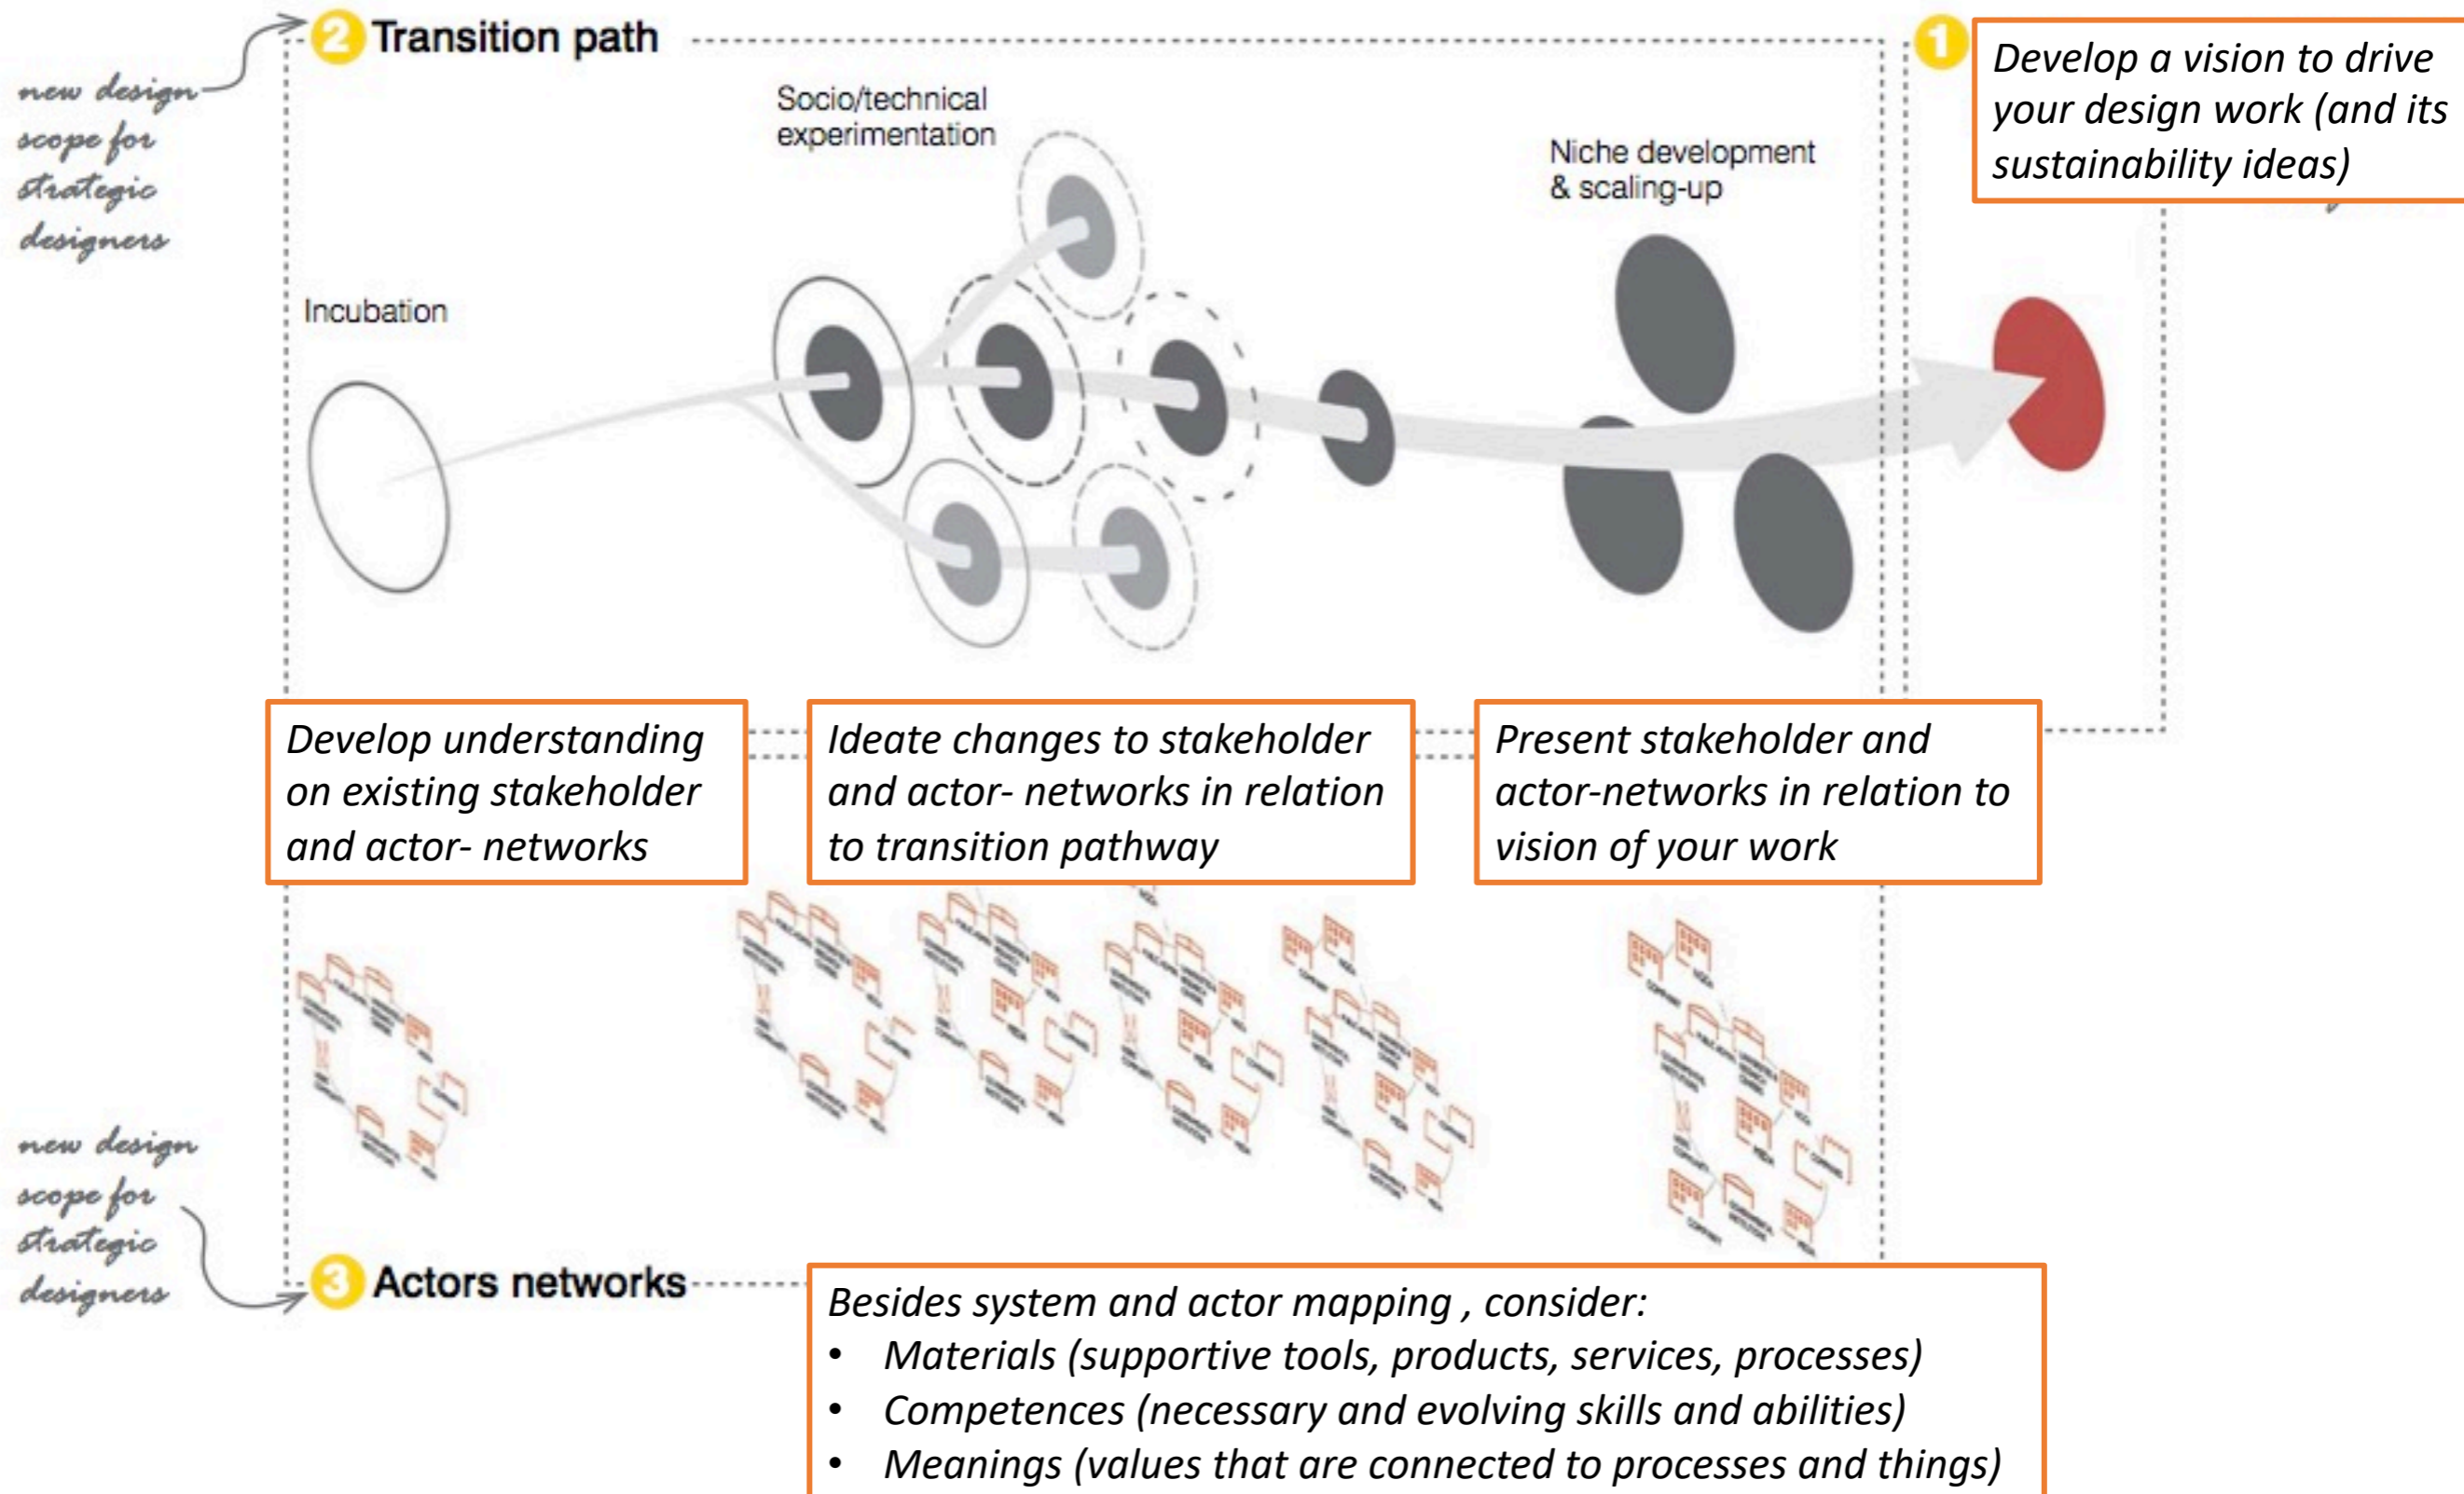 2 Transition path
new design
scope for
strategic
designers
Socio/technical
experimentation
Niche development
& scaling-up
Incubation
1
Develop a vision to drive
your design work (and its
sustainability ideas)
Develop understanding
on existing stakeholder
and actor- networks
Ideate changes to stakeholder
and actor- networks in relation
to transition pathway
Present stakeholder and
actor-networks in relation to
vision of your work
new design
scope for
strategic
designers
3 Actors networks
Besides system and actor mapping , consider:
• Materials (supportive tools, products, services, processes)
• Competences (necessary and evolving skills and abilities)
• Meanings (values that are connected to processes and things)